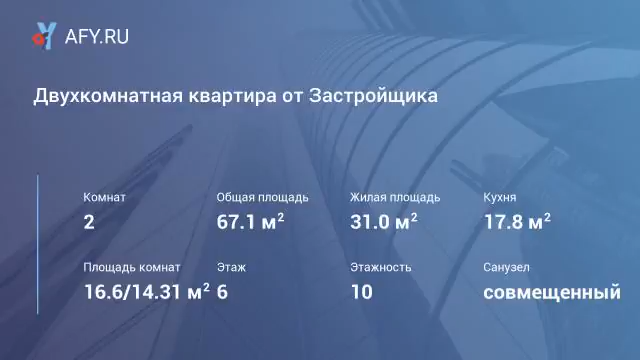 AFY.RU
Двухкомнатная квартира от Застройщика
Комнат Общая площадь Жилая площадь Кухня
2 67.1 м² 31.0 м² 17.8 м²
Площадь комнат Этаж Этажность Санузел
16.6/14.31 м² 6 10 совмещенный